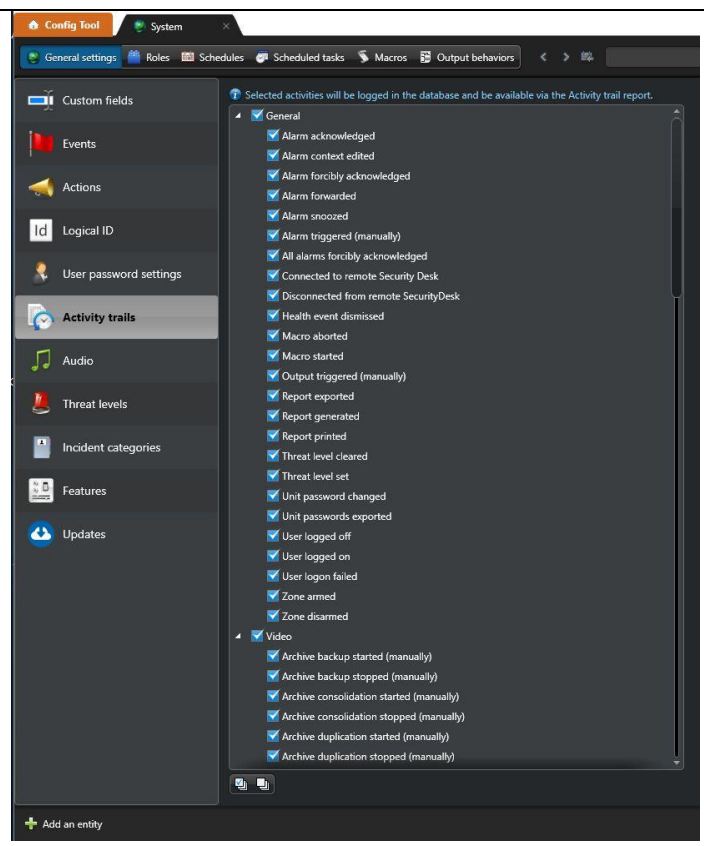 Config Tool
System
General settings
Roles
Schedules
Scheduled tasks
Macros
Output behaviors
Custom fields
Events
Actions
Id
Logical ID
User password settings
Activity trails
Audio
Threat levels
Incident categories
Features
Updates
Selected activities will be logged in the database and be available via the Activity trail report.
General
Alarm acknowledged
Alarm context edited
Alarm forcibly acknowledged
Alarm forwarded
Alarm snoozed
Alarm triggered (manually)
All alarms forcibly acknowledged
Connected to remote Security Desk
Disconnected from remote SecurityDesk
Health event dismissed
Macro aborted
Macro started
Output triggered (manually)
Report exported
Report generated
Report printed
Threat level cleared
Threat level set
Unit password changed
Unit passwords exported
User logged off
User logged on
User logon failed
Zone armed
Zone disarmed
Video
Archive backup started (manually)
Archive backup stopped (manually)
Archive consolidation started (manually)
Archive consolidation stopped (manually)
Archive duplication started (manually)
Archive duplication stopped (manually)
Add an entity